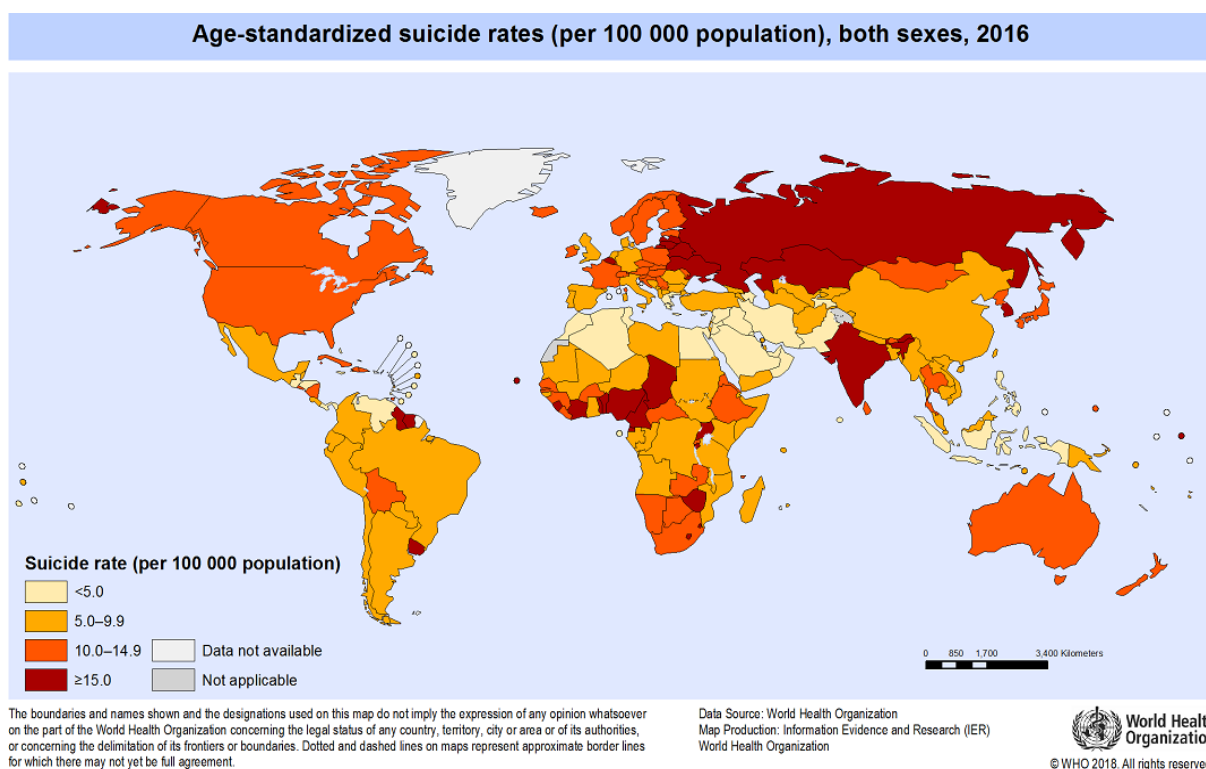 Age-standardized suicide rates (per 100 000 population), both sexes, 2016
Suicide rate (per 100 000 population)
<5.0
5.0–9.9
10.0–14.9
Data not available
≥15.0
Not applicable
0 850 1,700 3,400 Kilometers
The boundaries and names shown and the designations used on this map do not imply the expression of any opinion whatsoever
on the part of the World Health Organization concerning the legal status of any country, territory, city or area or of its authorities,
or concerning the delimitation of its frontiers or boundaries. Dotted and dashed lines on maps represent approximate border lines
for which there may not yet be full agreement.
Data Source: World Health Organization
Map Production: Information Evidence and Research (IER)
World Health Organization
World Healt
Organizatio
© WHO 2018. All rights reserve